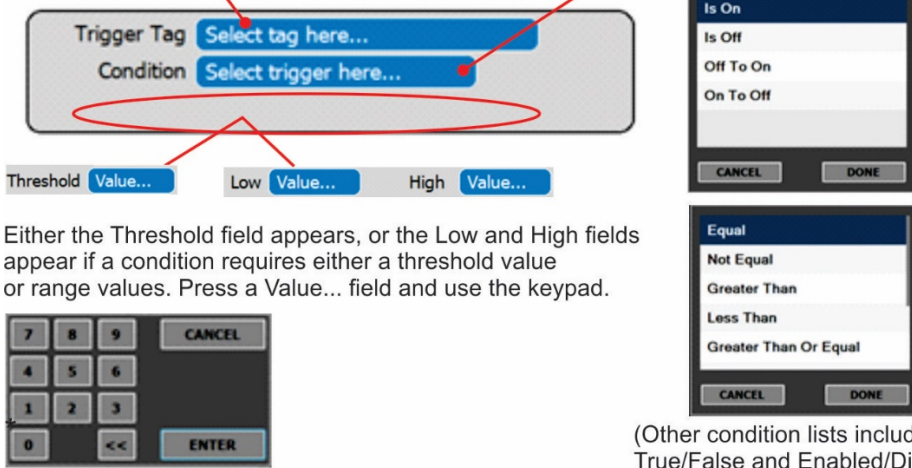 Trigger Tag Select tag here...
Condition Select trigger here...
Threshold Value... Low Value... High Value...
Either the Threshold field appears, or the Low and High fields
appear if a condition requires either a threshold value
or range values. Press a Value... field and use the keypad.
7 8 9 CANCEL
4 5 6
* 1 2 3
0 << ENTER
Is On
Is Off
Off To On
On To Off
CANCEL DONE
Equal
Not Equal
Greater Than
Less Than
Greater Than Or Equal
CANCEL DONE
(Other condition lists
True/False and